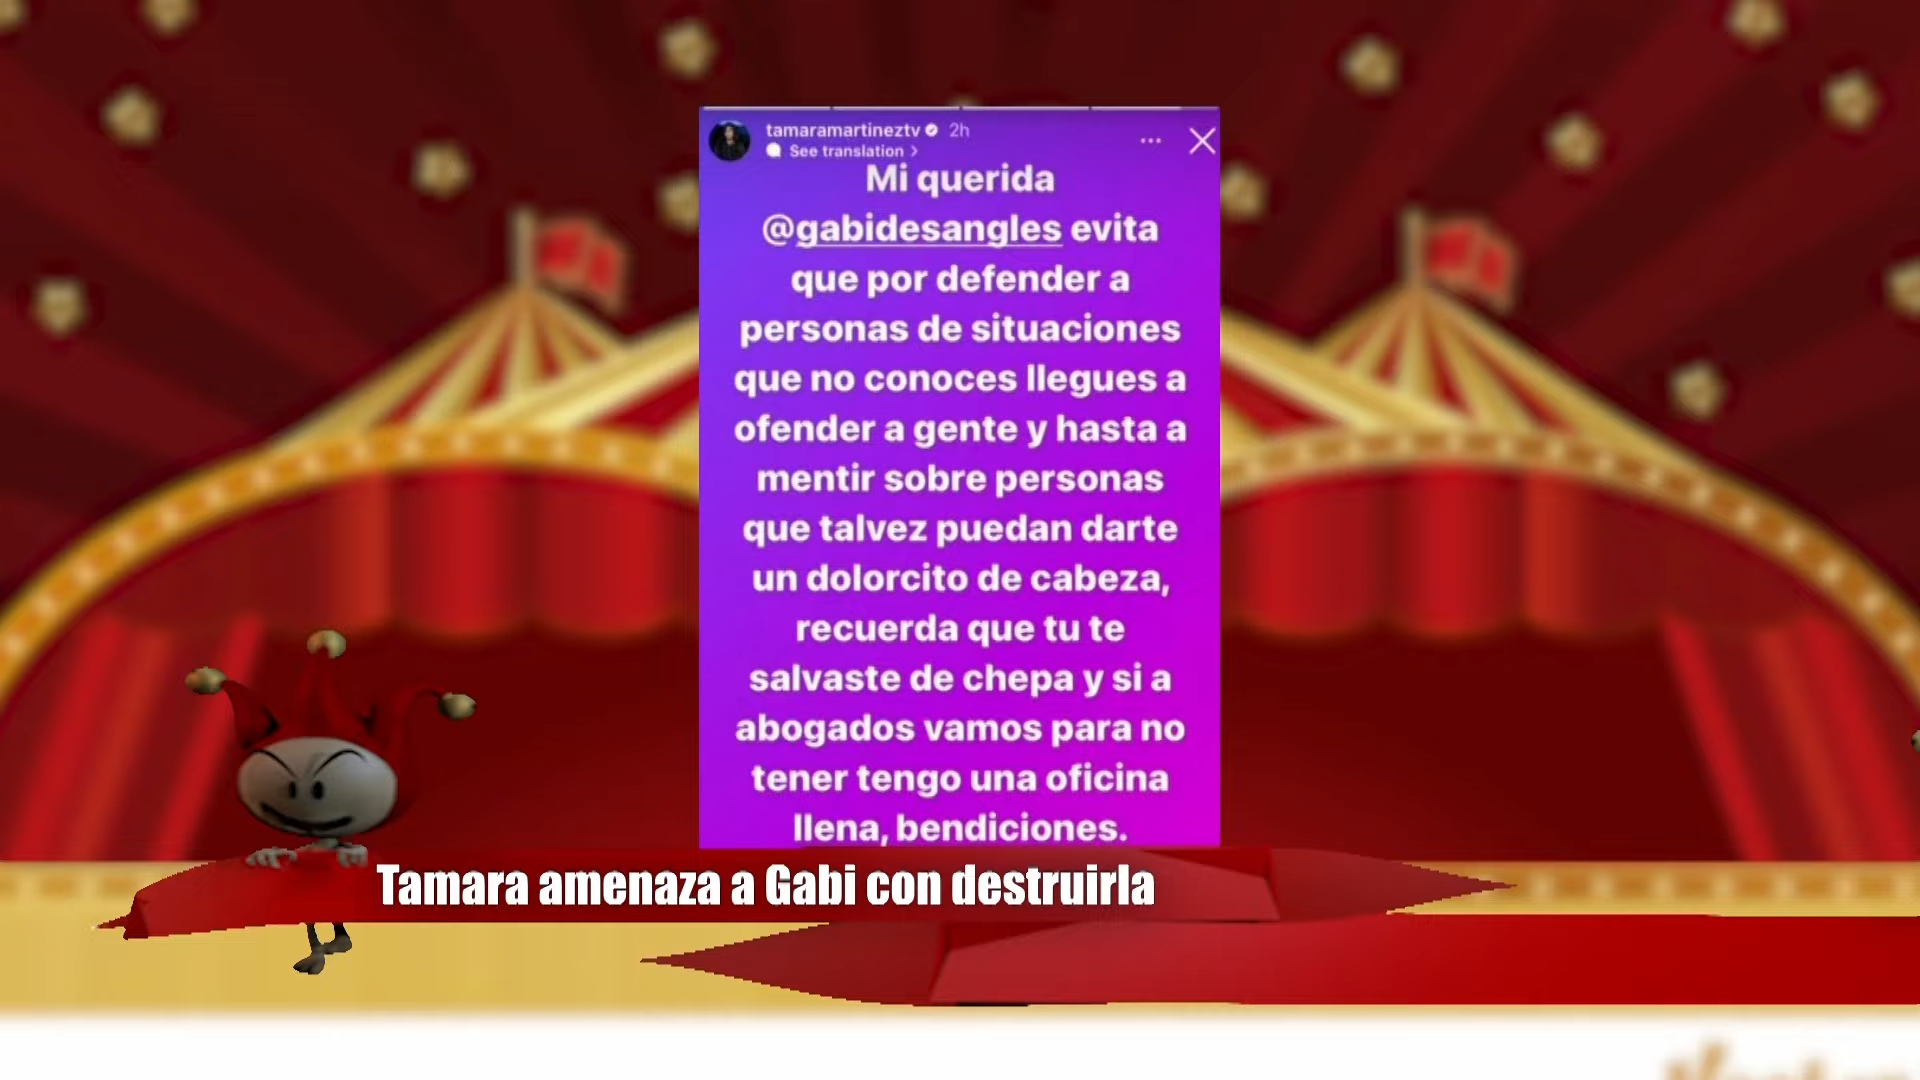 tamaramartineztv 2h
See translation >
Mi querida
@gabidesangles evita
que por defender a
personas de situaciones
que no conoces llegues a
ofender a gente y hasta a
mentir sobre personas
que talvez puedan darte
un dolorcito de cabeza,
recuerda que tu te
salvaste de chepa y si a
abogados vamos para no
tener tengo una oficina
llena, bendiciones.
Tamara amenaza a Gabi con destruirla